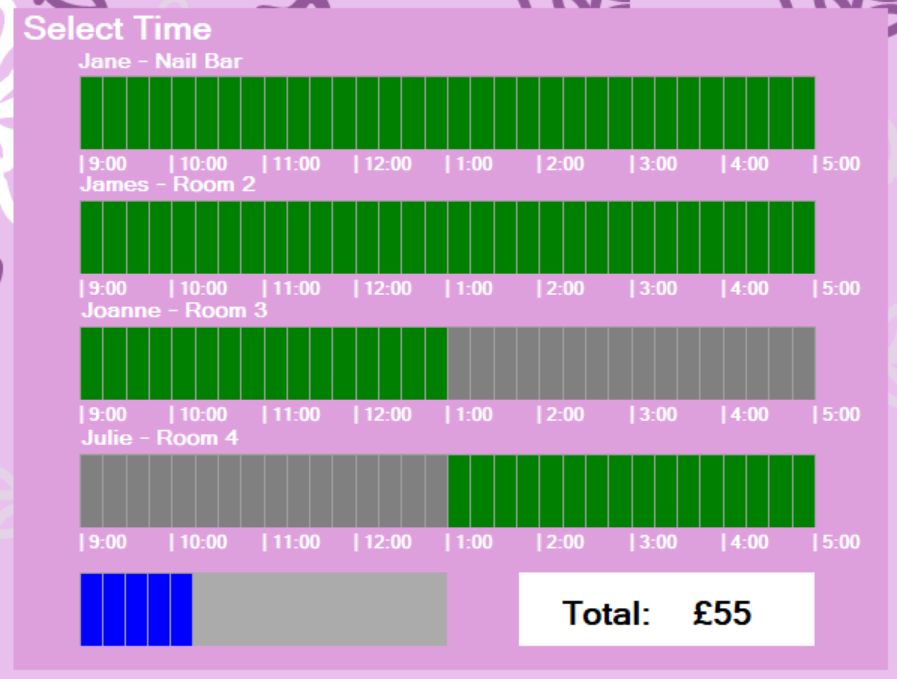 Select Time
Jane - Nail Bar
| 9:00 | 10:00 | 11:00 | 12:00 | 1:00 | 2:00 | 3:00 | 4:00 | 5:00
James - Room 2
| 9:00 | 10:00 | 11:00 | 12:00 | 1:00 | 2:00 | 3:00 | 4:00 | 5:00
Joanne - Room 3
| 9:00 | 10:00 | 11:00 | 12:00 | 1:00 | 2:00 | 3:00 | 4:00 | 5:00
Julie - Room 4
| 9:00 | 10:00 | 11:00 | 12:00 | 1:00 | 2:00 | 3:00 | 4:00 | 5:00
Total: £55